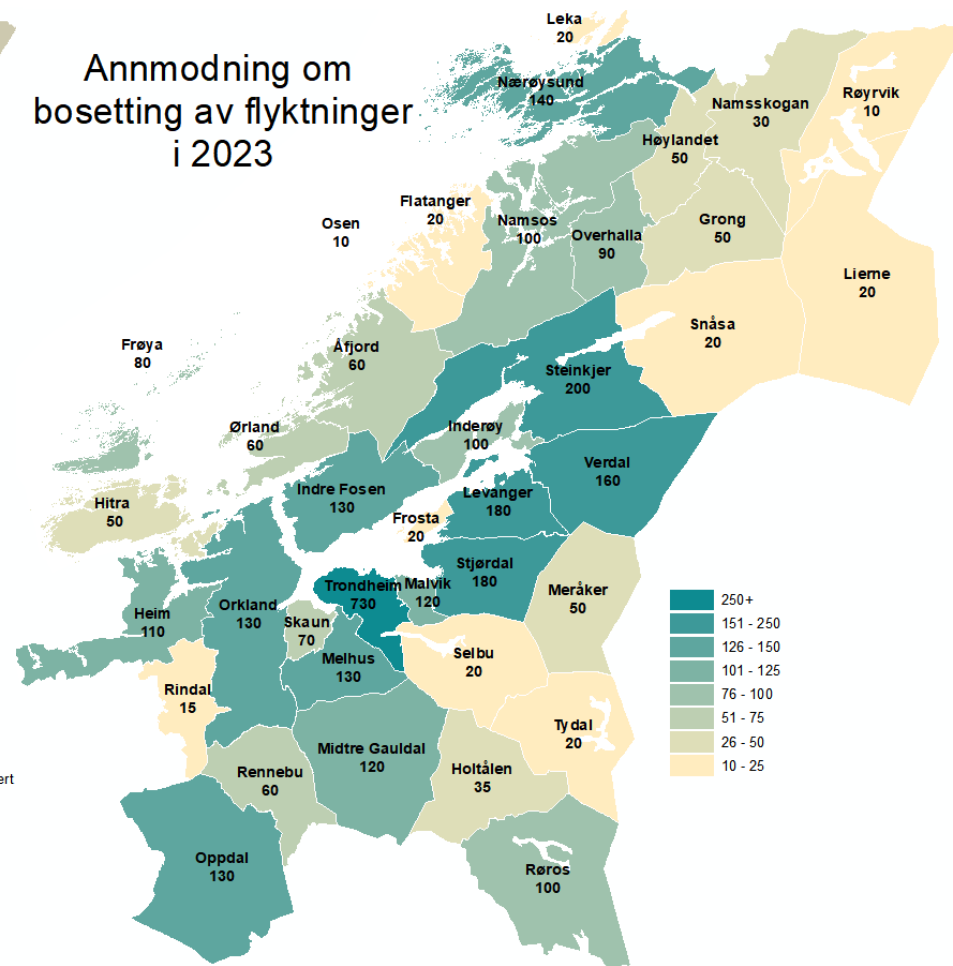 Annmodning om
bosetting av flyktninger
i 2023
Leka
20
Nærøysund
140
Namsskogan
30
Røyrvik
10
Høylandet
50
Flatanger
20
Osen
10
Namsos
100
Overhalla
90
Grong
50
Lierne
20
Snåsa
20
Frøya
80
Åfjord
60
Steinkjer
200
Ørland
60
Inderøy
100
Verdal
160
Indre Fosen
130
Levanger
180
Hitra
50
Frosta
20
Stjørdal
180
Trondheim
730
Malvik
120
Meråker
50
Heim
110
Orkland
130
Skaun
70
Melhus
130
Selbu
20
Rindal
15
Tydal
20
Midtre Gauldal
120
Rennebu
60
Holtålen
35
Oppdal
130
Røros
100
250+
151 - 250
126 - 150
101 - 125
76 - 100
51 - 75
26 - 50
10 - 25
ert